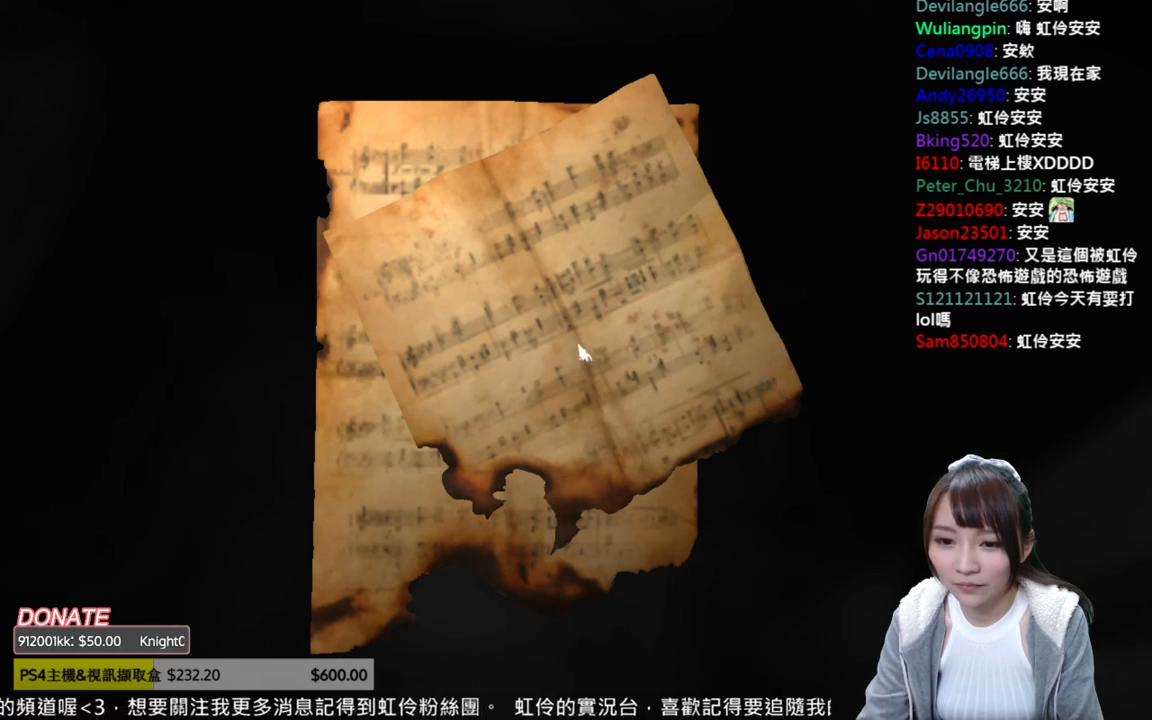 Devilangle666: 安啊
Wuliangpin: 嗨 虹伶安安
Cena0908: 安欸
Devilangle666: 我現在家
Andy26950: 安安
Js8855: 虹伶安安
Bking520: 虹伶安安
I6110: 電梯上樓XDDDD
Peter_Chu_3210: 虹伶安安
Z29010690: 安安
Jason23501: 安安
Gn01749270: 又是這個被虹伶
玩得不像恐怖遊戲的恐怖遊戲
S121121121: 虹伶今天有要打
lol嗎
Sam850804: 虹伶安安
DONATE
912001kk: $50.00 Knight
PS4主機&視訊擷取盒 $232.20 $600.00
的頻道喔<3，想要關注我更多消息記得到虹伶粉絲團。 虹伶的實況台，喜歡記得要追隨我